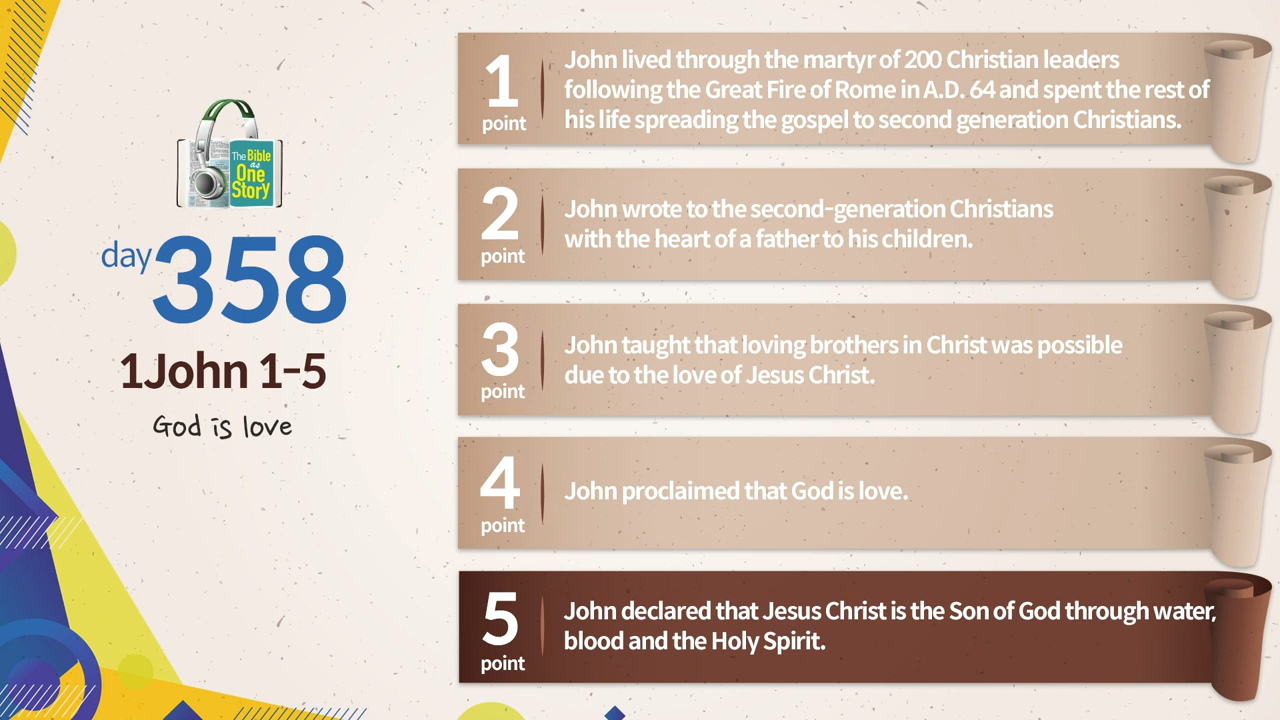 The Bible
as
One
Story
day 358
1John 1-5
God is love
1
point
John lived through the martyr of 200 Christian leaders
following the Great Fire of Rome in A.D. 64 and spent the rest of
his life spreading the gospel to second generation Christians.
2
point
John wrote to the second-generation Christians
with the heart of a father to his children.
3
point
John taught that loving brothers in Christ was possible
due to the love of Jesus Christ.
4
point
John proclaimed that God is love.
5
point
John declared that Jesus Christ is the Son of God through water,
blood and the Holy Spirit.